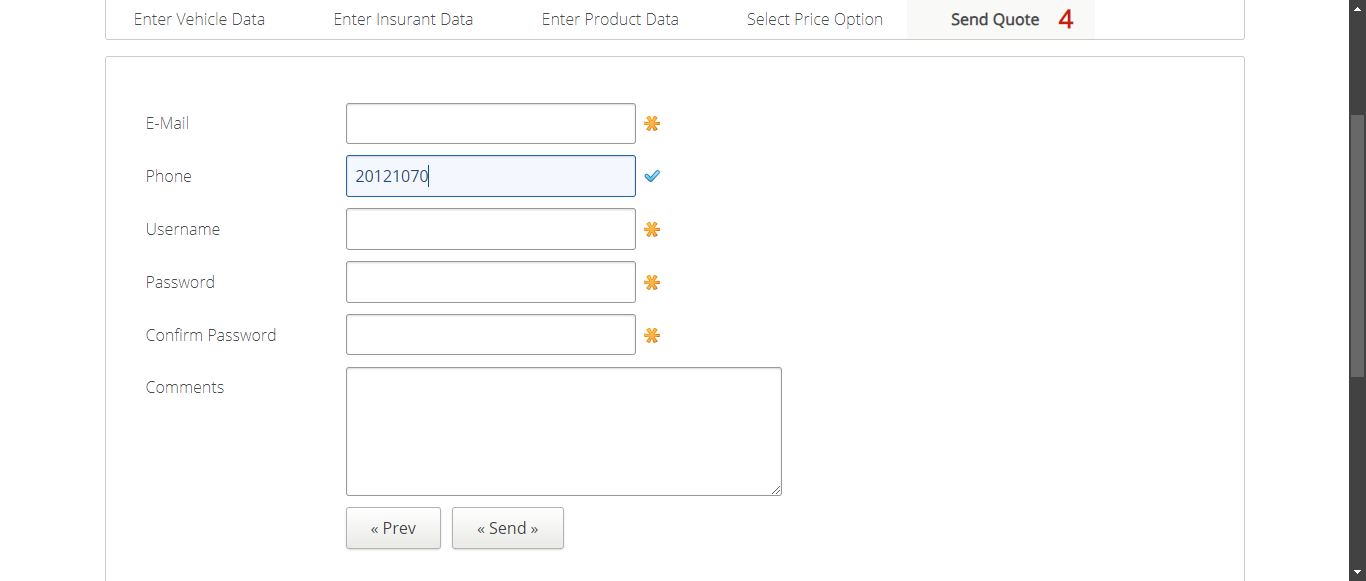 Enter Vehicle Data
Enter Insurant Data
Enter Product Data
Select Price Option
Send Quote 4
E-Mail
Phone
20121070
Username
Password
Confirm Password
Comments
« Prev
« Send »